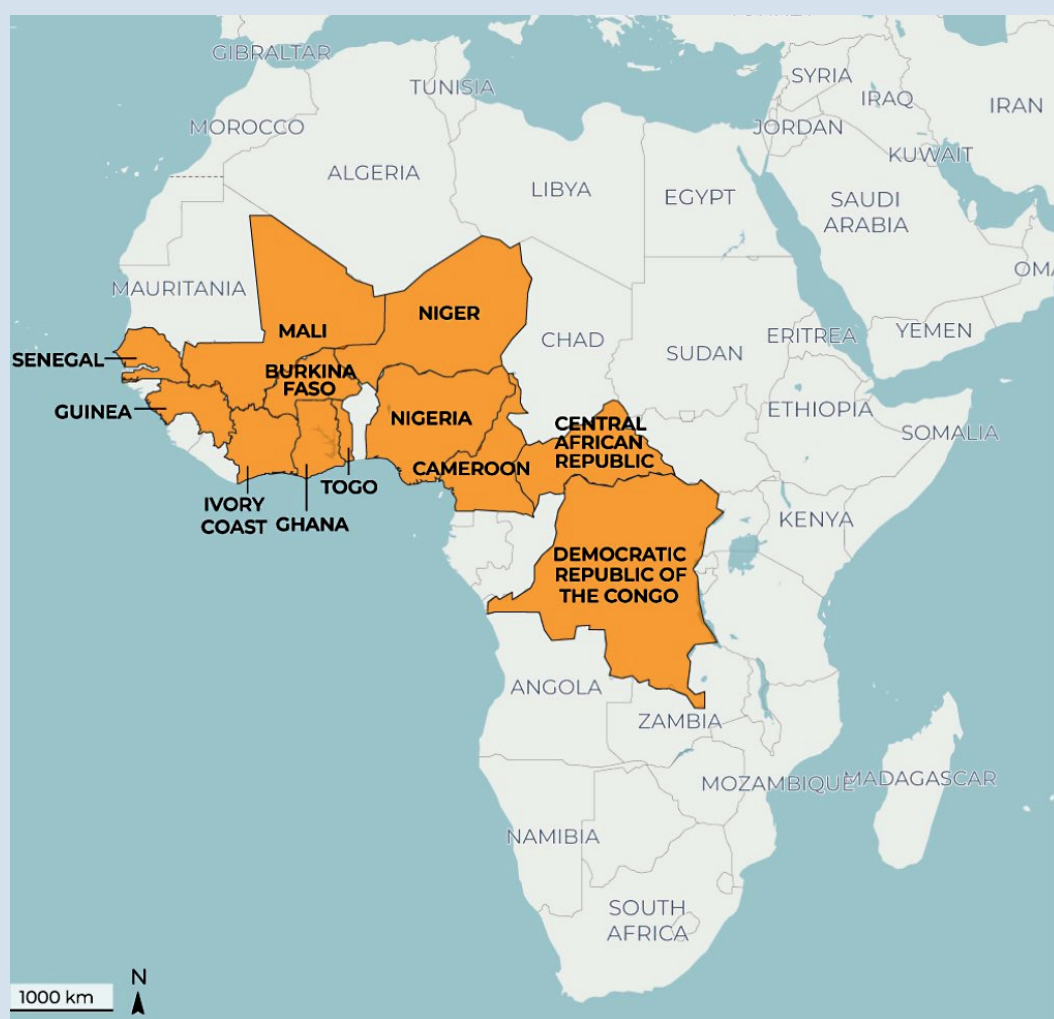 GIBRALTAR
SYRIA
TUNISIA
IRAQ
IRAN
MOROCCO
JORDAN
KUWAIT
ALGERIA
LIBYA
EGYPT
SAUDI
ARABIA
MAURITANIA
OMA
NIGER
MALI
ERITREA
YEMEN
CHAD
SUDAN
SENEGAL
BURKINA
FASO
GUINEA
NIGERIA
ETHIOPIA
CENTRAL
AFRICAN
REPUBLIC
SOMALIA
CAMEROON
TOGO
IVORY
COAST
GHANA
KENYA
DEMOCRATIC
REPUBLIC OF
THE CONGO
ANGOLA
ZAMBIA
MOZAMBIQUE
MADAGASCAR
NAMIBIA
SOUTH
AFRICA
N
1000 km